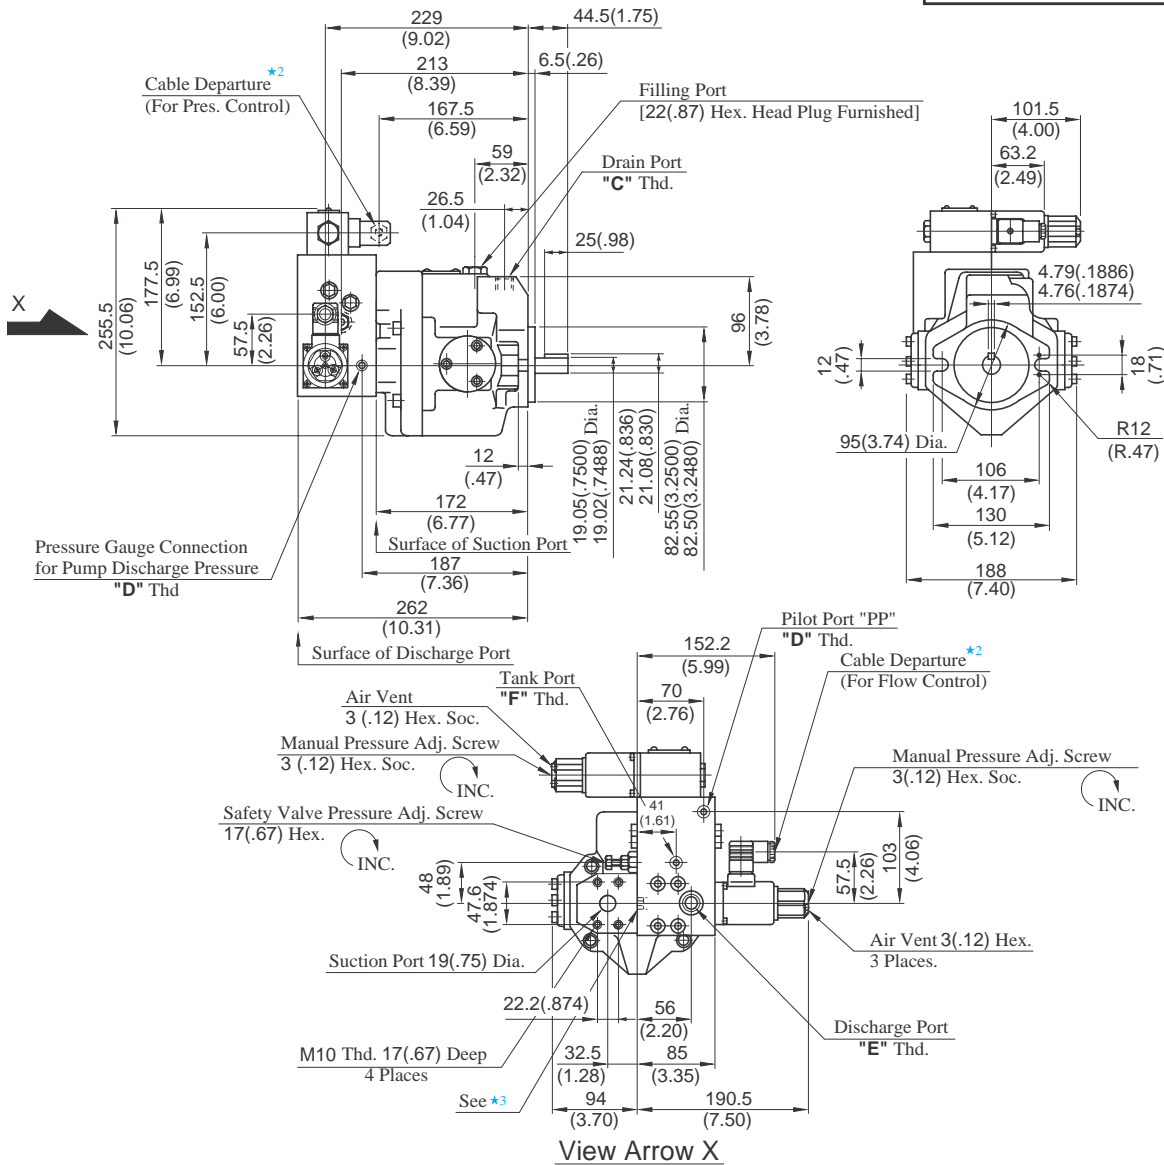 229
(9.02)
44.5(1.75)
213
(8.39)
6.5(.26)
Cable Departure ★2
(For Pres. Control)
167.5
(6.59)
Filling Port
[22(.87) Hex. Head Plug Furnished]
59
(2.32)
Drain Port
"C" Thd.
26.5
(1.04)
25(.98)
101.5
(4.00)
63.2
(2.49)
X
255.5
(10.06)
177.5
(6.99)
152.5
(6.00)
57.5
(2.26)
96
(3.78)
4.79(.1886)
4.76(.1874)
12
(.47)
18
(.71)
95(3.74) Dia.
R12
(R.47)
106
(4.17)
130
(5.12)
188
(7.40)
12
(.47)
19.05(.7500) Dia.
19.02(.7488)
21.24(.836)
21.08(.830)
82.55(3.2500) Dia.
82.50(3.2480)
172
(6.77)
Surface of Suction Port
Pressure Gauge Connection
for Pump Discharge Pressure
"D" Thd
187
(7.36)
262
(10.31)
Surface of Discharge Port
Pilot Port "PP"
"D" Thd.
152.2
(5.99)
Cable Departure ★2
(For Flow Control)
Tank Port
"F" Thd.
70
(2.76)
Air Vent
3 (.12) Hex. Soc.
Manual Pressure Adj. Screw
3 (.12) Hex. Soc.
INC.
Manual Pressure Adj. Screw
3(.12) Hex. Soc.
INC.
Safety Valve Pressure Adj. Screw
17(.67) Hex.
INC.
41
(1.61)
48
(1.89)
47.6
(1.874)
57.5
(2.26)
103
(4.06)
Suction Port 19(.75) Dia.
Air Vent 3(.12) Hex.
3 Places.
22.2(.874)
56
(2.20)
Discharge Port
"E" Thd.
M10 Thd. 17(.67) Deep
4 Places
32.5
(1.28)
85
(3.35)
See ★3
94
(3.70)
190.5
(7.50)
View Arrow X